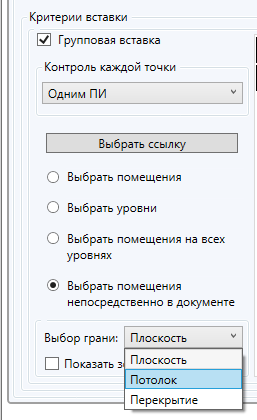 Критерии вставки
Групповая вставка
Контроль каждой точки
Одним ПИ
Выбрать ссылку
Выбрать помещения
Выбрать уровни
Выбрать помещения на всех
уровнях
Выбрать помещения
непосредственно в документе
Выбор грани: Плоскость
Показать
Плоскость
Потолок
Перекрытие